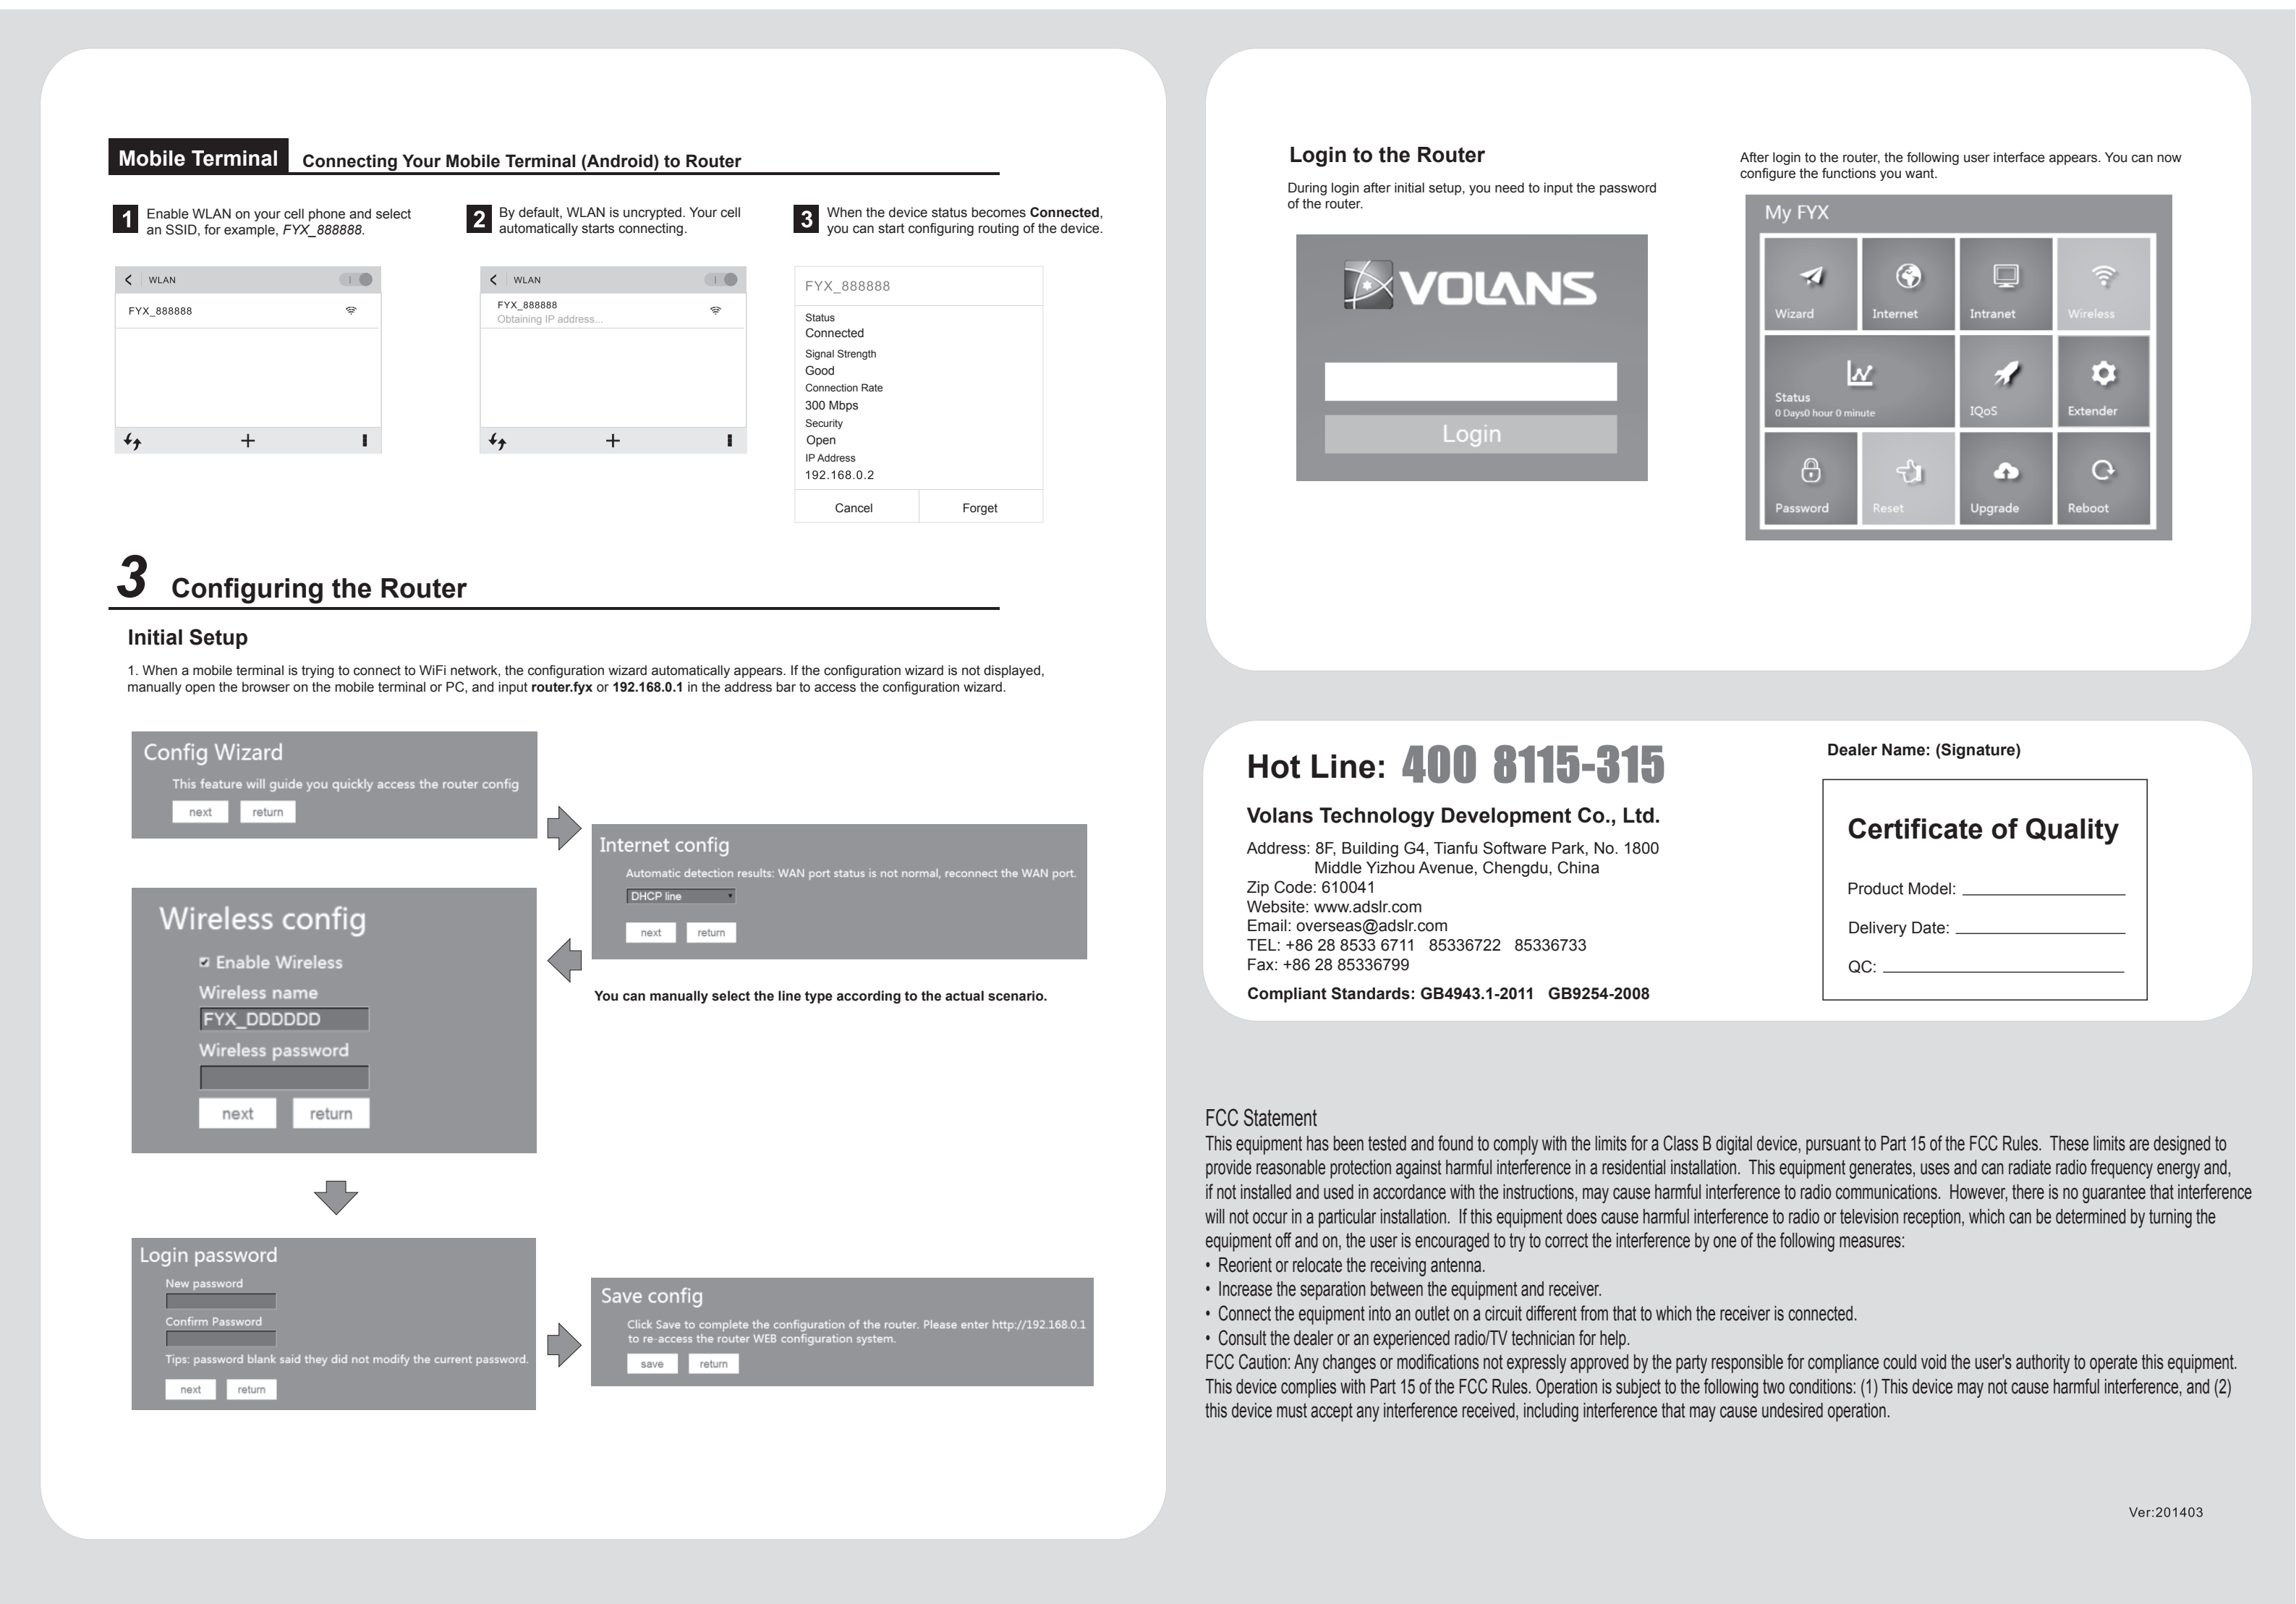 Mobile Terminal
Connecting Your Mobile Terminal (Android) to Router
1
Enable WLAN on your cell phone and select
an SSID, for example, FYX_888888.
2
By default, WLAN is uncrypted. Your cell
automatically starts connecting.
3
When the device status becomes Connected,
you can start configuring routing of the device.
WLAN
FYX_888888
WLAN
FYX_888888
Obtaining IP address...
FYX_888888
Status
Connected
Signal Strength
Good
Connection Rate
300 Mbps
Security
Open
IP Address
192.168.0.2
Cancel Forget
3 Configuring the Router
Initial Setup
1. When a mobile terminal is trying to connect to WiFi network, the configuration wizard automatically appears. If the configuration wizard is not displayed,
manually open the browser on the mobile terminal or PC, and input router.fyx or 192.168.0.1 in the address bar to access the configuration wizard.
Config Wizard
This feature will guide you quickly access the router config
next return
Internet config
Automatic detection results: WAN port status is not normal, reconnect the WAN port.
DHCP line
next return
You can manually select the line type according to the actual scenario.
Wireless config
Enable Wireless
Wireless name
FYX_DDDDDD
Wireless password
next return
Login password
New password
Confirm Password
Tips: password blank said they did not modify the current password.
next return
Save config
Click Save to complete the configuration of the router. Please enter http://192.168.0.1
to re-access the router WEB configuration system.
save return
Login to the Router
During login after initial setup, you need to input the password
of the router.
VOLANS
Login
After login to the router, the following user interface appears. You can now
configure the functions you want.
My FYX
Wizard Internet Intranet Wireless
Status
0 Days0 hour 0 minute
IQoS Extender
Password Reset Upgrade Reboot
Hot Line: 400 8115-315
Volans Technology Development Co., Ltd.
Address: 8F, Building G4, Tianfu Software Park, No. 1800
Middle Yizhou Avenue, Chengdu, China
Zip Code: 610041
Website: www.adslr.com
Email: overseas@adslr.com
TEL: +86 28 8533 6711 85336722 85336733
Fax: +86 28 85336799
Compliant Standards: GB4943.1-2011 GB9254-2008
Dealer Name: (Signature)
Certificate of Quality
Product Model:
Delivery Date:
QC:
FCC Statement
This equipment has been tested and found to comply with the limits for a Class B digital device, pursuant to Part 15 of the FCC Rules. These limits are designed to
provide reasonable protection against harmful interference in a residential installation. This equipment generates, uses and can radiate radio frequency energy and,
if not installed and used in accordance with the instructions, may cause harmful interference to radio communications. However, there is no guarantee that interference
will not occur in a particular installation. If this equipment does cause harmful interference to radio or television reception, which can be determined by turning the
equipment off and on, the user is encouraged to try to correct the interference by one of the following measures:
• Reorient or relocate the receiving antenna.
• Increase the separation between the equipment and receiver.
• Connect the equipment into an outlet on a circuit different from that to which the receiver is connected.
• Consult the dealer or an experienced radio/TV technician for help.
FCC Caution: Any changes or modifications not expressly approved by the party responsible for compliance could void the user's authority to operate this equipment.
This device complies with Part 15 of the FCC Rules. Operation is subject to the following two conditions: (1) This device may not cause harmful interference, and (2)
this device must accept any interference received, including interference that may cause undesired operation.
Ver:201403